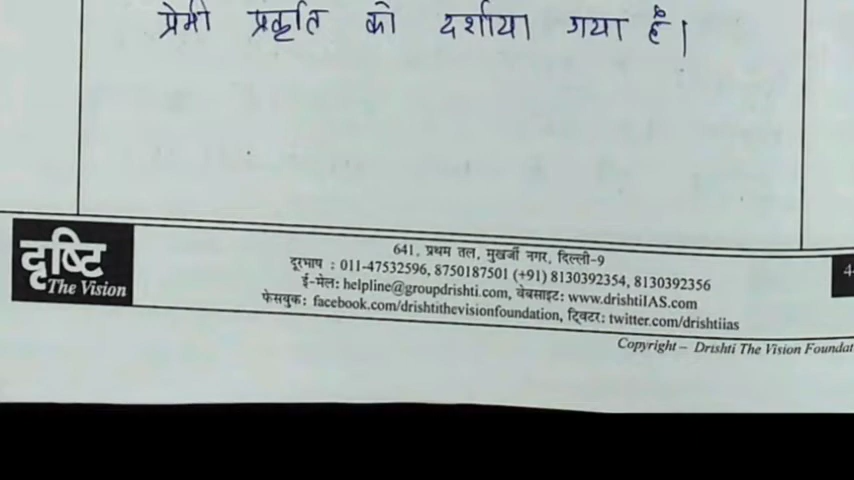 प्रेमी प्रकृति को दर्शाया गया है।
दृष्टि
The Vision
641, प्रथम तल, मुखर्जी नगर, दिल्ली-9
दूरभाष : 011-47532596, 8750187501 (+91) 8130392354, 8130392356
ई-मेल: helpline@groupdrishti.com, वेबसाइट: www.drishtiIAS.com
फेसबुक: facebook.com/drishtithevisionfoundation, ट्विटर: twitter.com/drishtiias
Copyright – Drishti The Vision Foundat